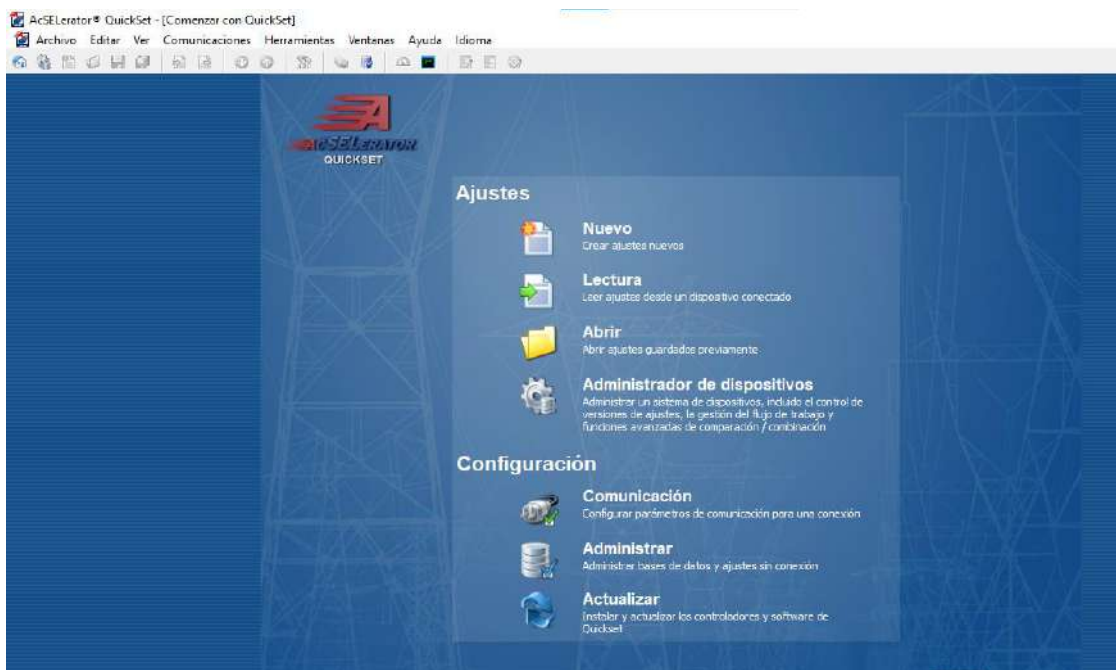 AcSELerator® QuickSet - [Comenzar con QuickSet]
Archivo Editar Ver Comunicaciones Herramientas Ventanas Ayuda Idioma
ACSELERATOR
QUICKSET
Ajustes
Nuevo
Crear ajustes nuevos
Lectura
Leer ajustes desde un dispositivo conectado
Abrir
Abrir ajustes guardados previamente
Administrador de dispositivos
Administrar un sistema de dispositivos, incluido el control de
versiones de ajustes, la gestión del flujo de trabajo y
funciones avanzadas de comparación / combinación
Configuración
Comunicación
Configurar parámetros de comunicación para una conexión
Administrar
Administrar bases de datos y ajustes sin conexión
Actualizar
Instalar y actualizar los controladores y software de
Quickset